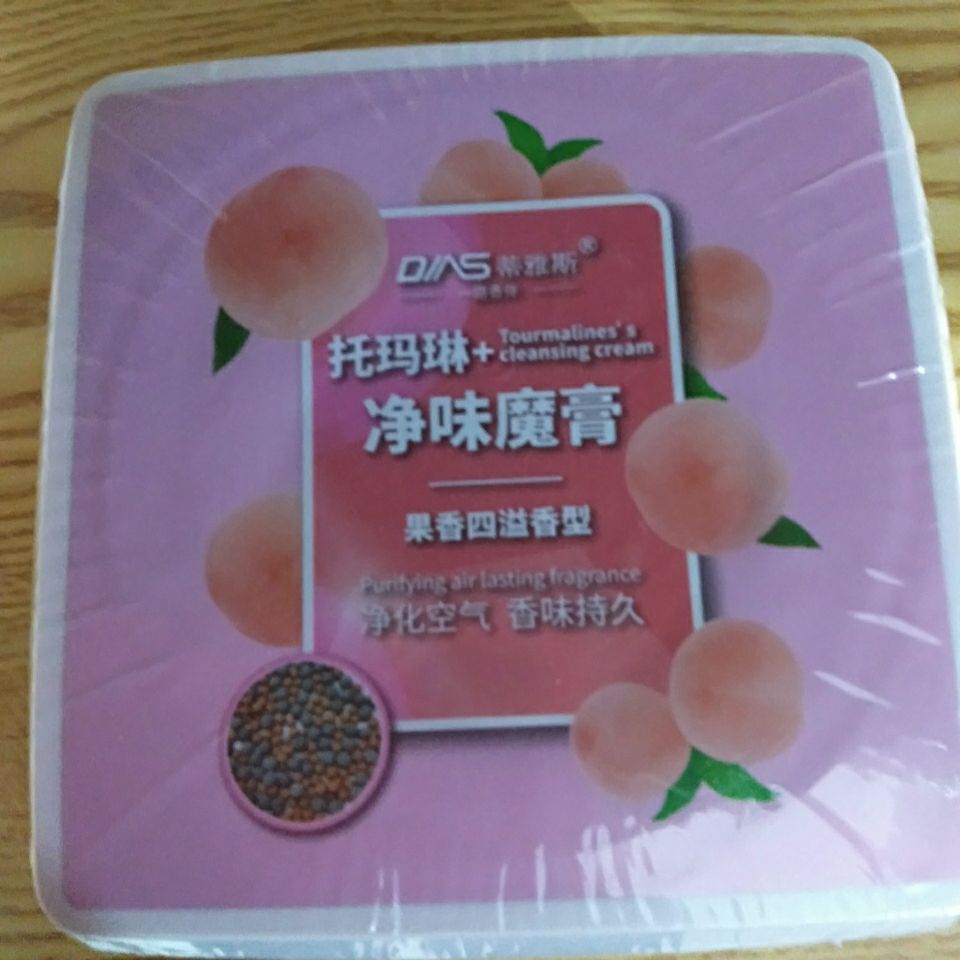 DIAS 蒂雅斯®
托玛琳+ Tourmalines's
cleansing cream
净味魔膏
果香四溢香型
Purifying air lasting fragrance
净化空气 香味持久